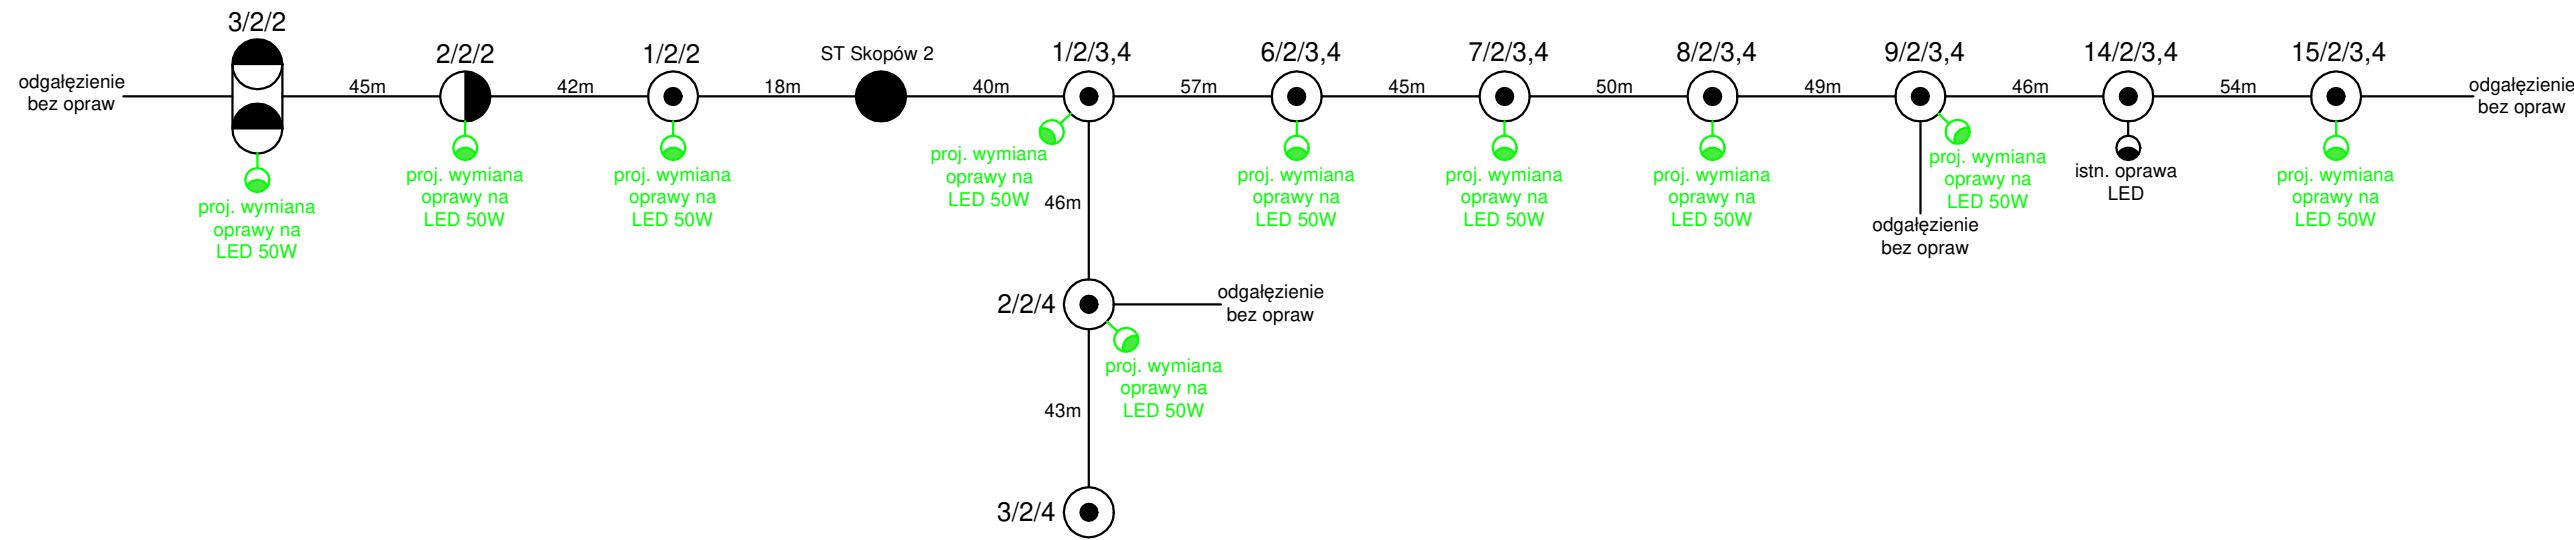 3/2/2
2/2/2
1/2/2
ST Skopów 2
1/2/3,4
6/2/3,4
7/2/3,4
8/2/3,4
9/2/3,4
14/2/3,4
15/2/3,4
odgałęzienie
bez opraw
45m
42m
18m
40m
57m
45m
50m
49m
46m
54m
odgałęzienie
bez opraw
proj. wymiana
oprawy na
LED 50W
proj. wymiana
oprawy na
LED 50W
proj. wymiana
oprawy na
LED 50W
proj. wymiana
oprawy na
LED 50W
proj. wymiana
oprawy na
LED 50W
proj. wymiana
oprawy na
LED 50W
proj. wymiana
oprawy na
LED 50W
proj. wymiana
oprawy na
LED 50W
istn. oprawa
LED
proj. wymiana
oprawy na
LED 50W
46m
odgałęzienie
bez opraw
2/2/4
odgałęzienie
bez opraw
proj. wymiana
oprawy na
LED 50W
43m
3/2/4